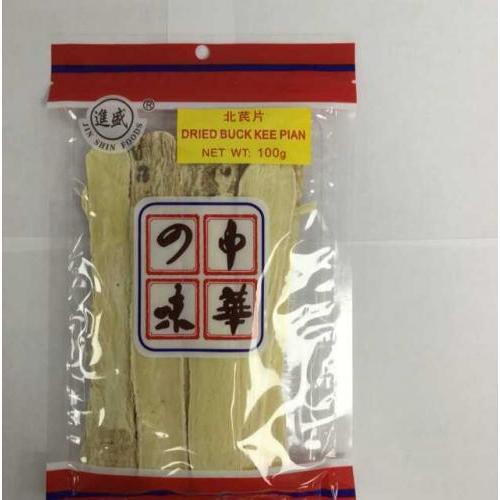 進盛
®
JIN SHIN FOODS
北芪片
DRIED BUCK KEE PIAN
NET WT: 100g
中華
の味